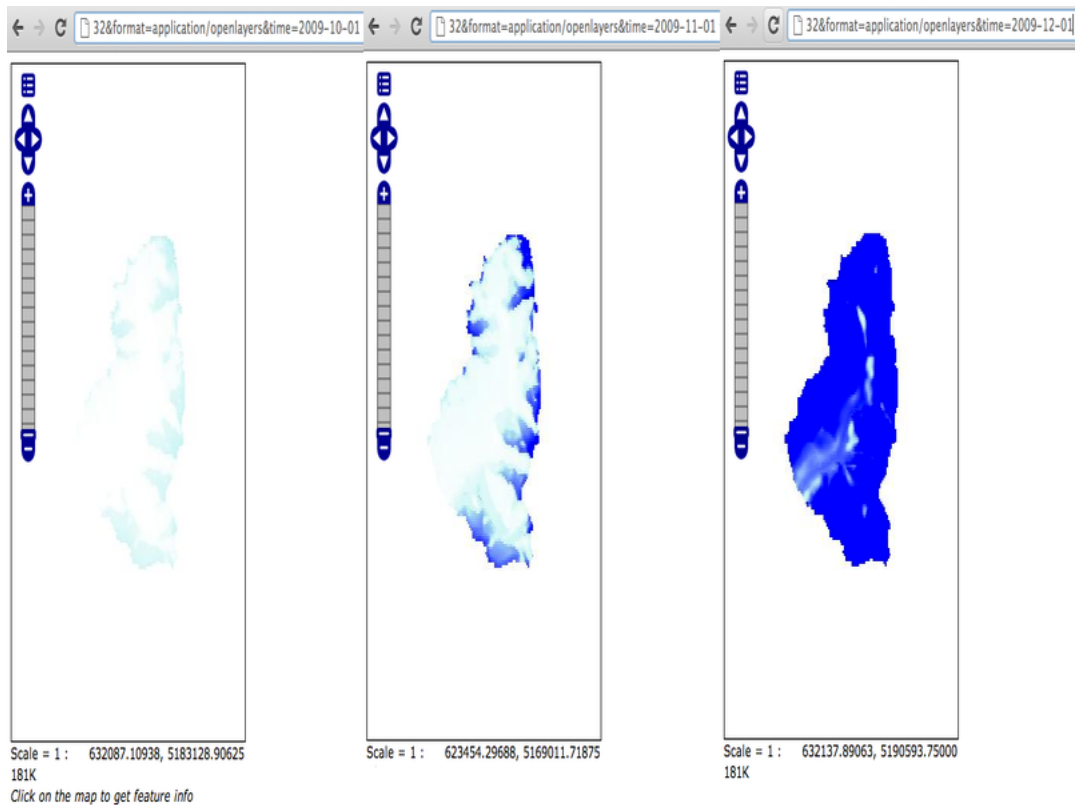 32&format=application/openlayers&time=2009-10-01
32&format=application/openlayers&time=2009-11-01
32&format=application/openlayers&time=2009-12-01
Scale = 1 : 632087.10938, 5183128.90625
181K
Click on the map to get feature info
Scale = 1 : 623454.29688, 5169011.71875
Scale = 1 : 632137.89063, 5190593.75000
181K